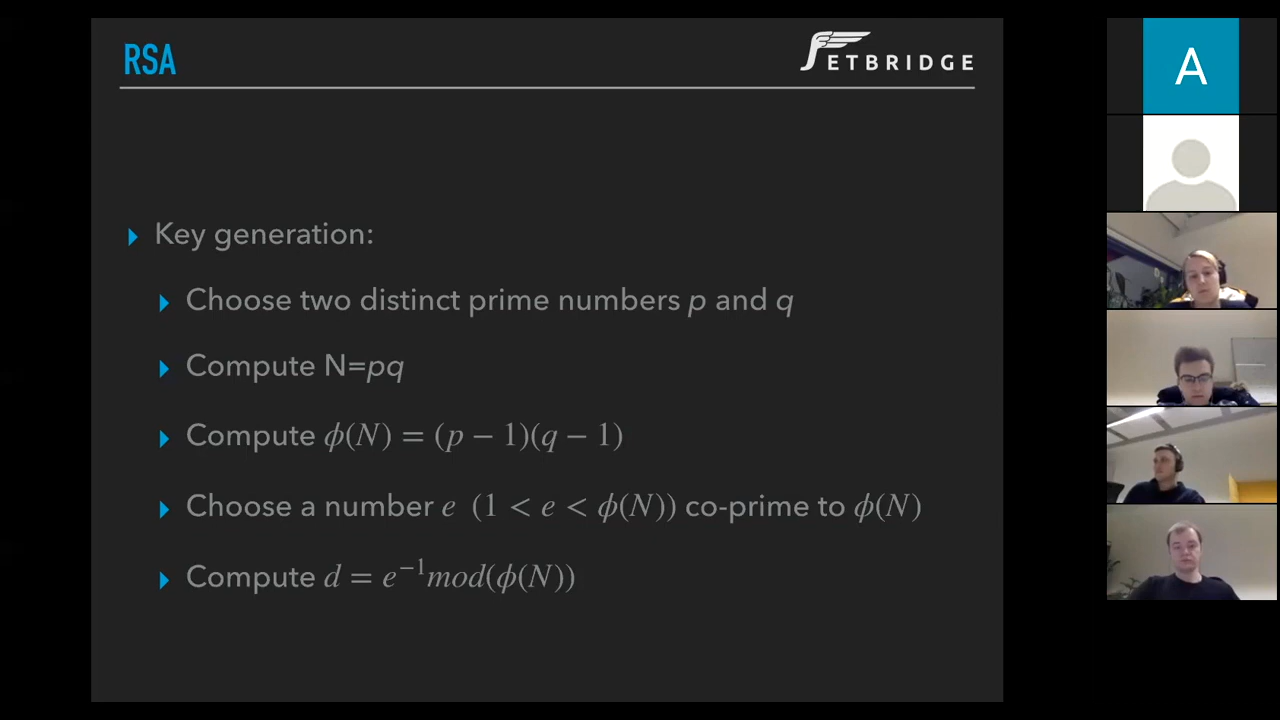 RSA
JETBRIDGE
Key generation:
Choose two distinct prime numbers p and q
Compute N=pq
Compute ϕ(N) = (p − 1)(q − 1)
Choose a number e (1 < e < ϕ(N)) co-prime to ϕ(N)
Compute d = e⁻¹mod(ϕ(N))
A